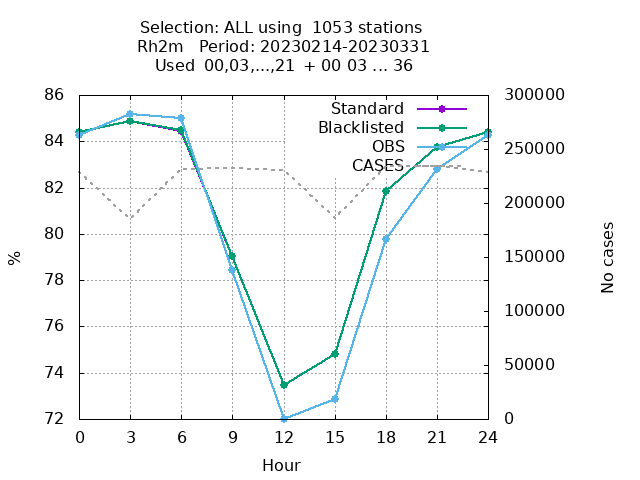 Selection: ALL using  1053 stations
Rh2m   Period: 20230214-20230331
Used  00,03,...,21  + 00 03 ... 36
86 300000
Standard
Blacklisted
84 250000
OBS
CASES
82 200000
80
% 150000 No cases
78
76 100000
74 50000
72 0
0 3 6 9 12 15 18 21 24
Hour